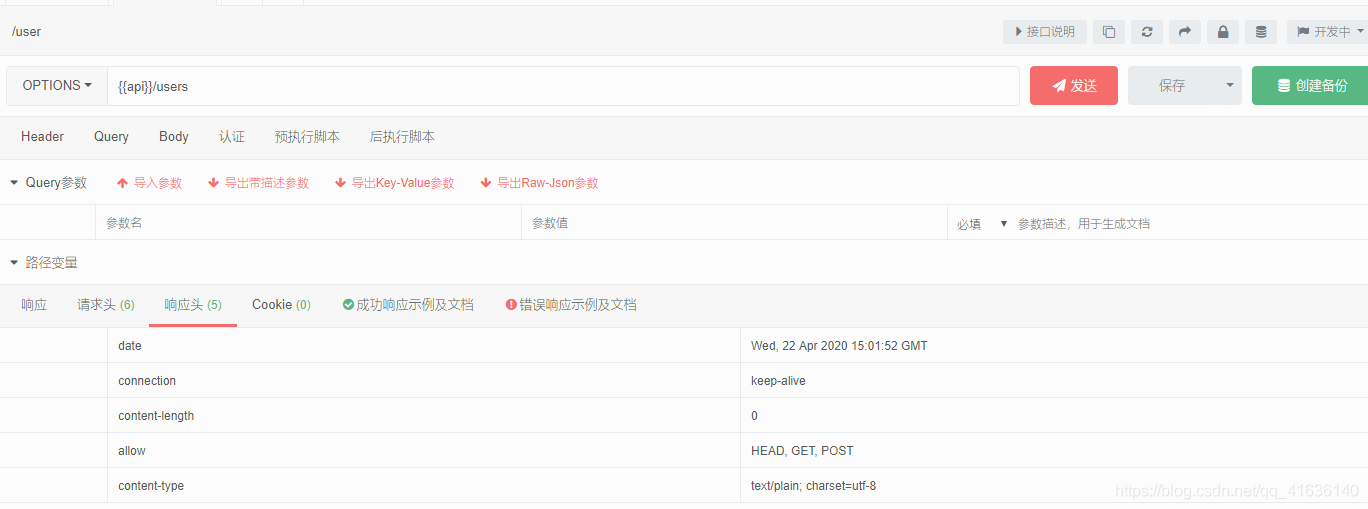 /user
接口说明 开发中
OPTIONS {{api}}/users 发送 保存 创建备份
Header Query Body 认证 预执行脚本 后执行脚本
Query参数 导入参数 导出带描述参数 导出Key-Value参数 导出Raw-Json参数
参数名 参数值 必填 参数描述，用于生成文档
路径变量
响应 请求头 (6) 响应头 (5) Cookie (0) 成功响应示例及文档 错误响应示例及文档
date Wed, 22 Apr 2020 15:01:52 GMT
connection keep-alive
content-length 0
allow HEAD, GET, POST
content-type text/plain; charset=utf-8
https://blog.csdn.net/qq_41636140